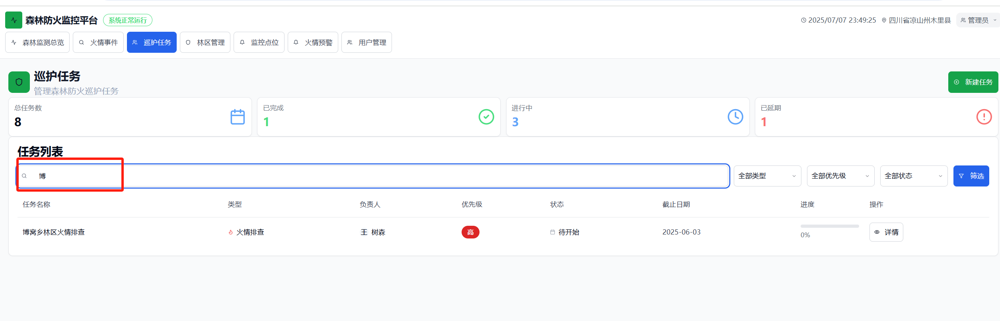 森林防火监控平台 系统正常运行 2025/07/07 23:49:25 四川省凉山州木里县 管理员
森林监测总览 火情事件 巡护任务 林区管理 监控点位 火情预警 用户管理
巡护任务
管理森林防火巡护任务
新建任务
总任务数 已完成 进行中 已延期
8 1 3 1
任务列表
博 全部类型 全部优先级 全部状态 筛选
任务名称 类型 负责人 优先级 状态 截止日期 进度 操作
博窝乡林区火情排查 火情排查 王 树森 高 待开始 2025-06-03 0% 详情